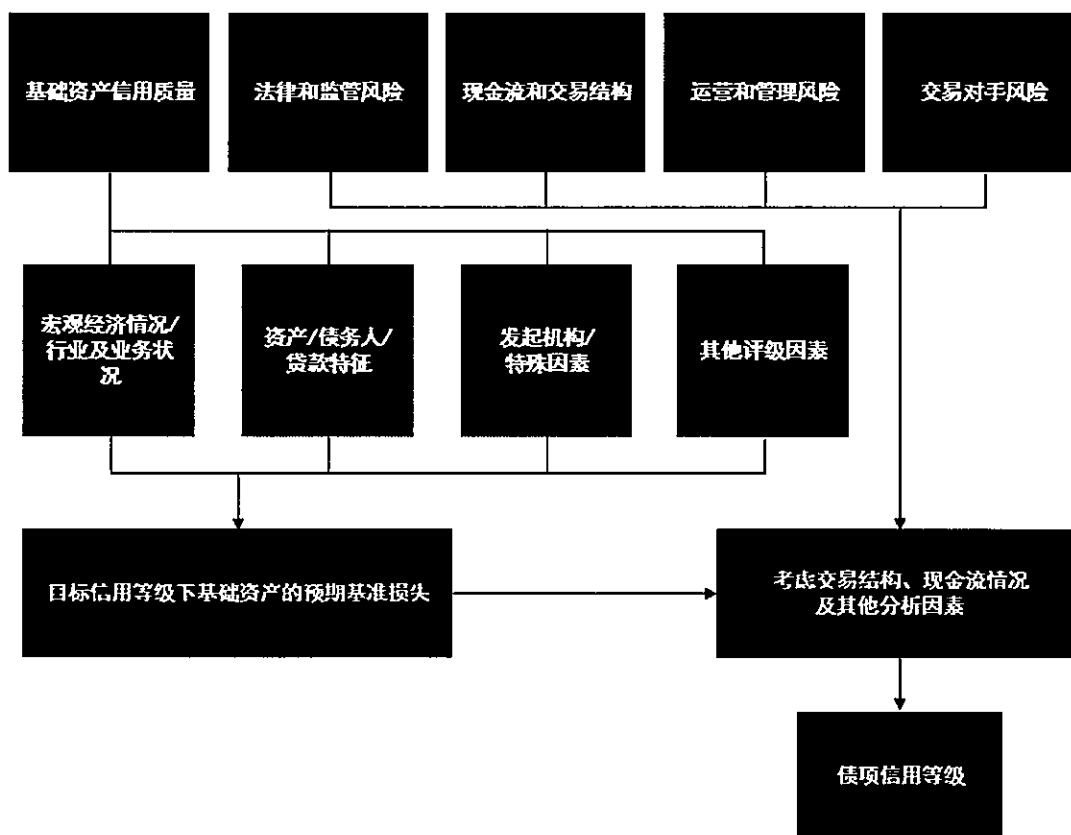 基础资产信用质量
法律和监管风险
现金流和交易结构
运营和管理风险
交易对手风险
宏观经济情况/
行业及业务状
况
资产/债务人/
贷款特征
发起机构/
特殊因素
其他评级因素
目标信用等级下基础资产的预期基准损失
考虑交易结构、现金流情况
及其他分析因素
债项信用等级